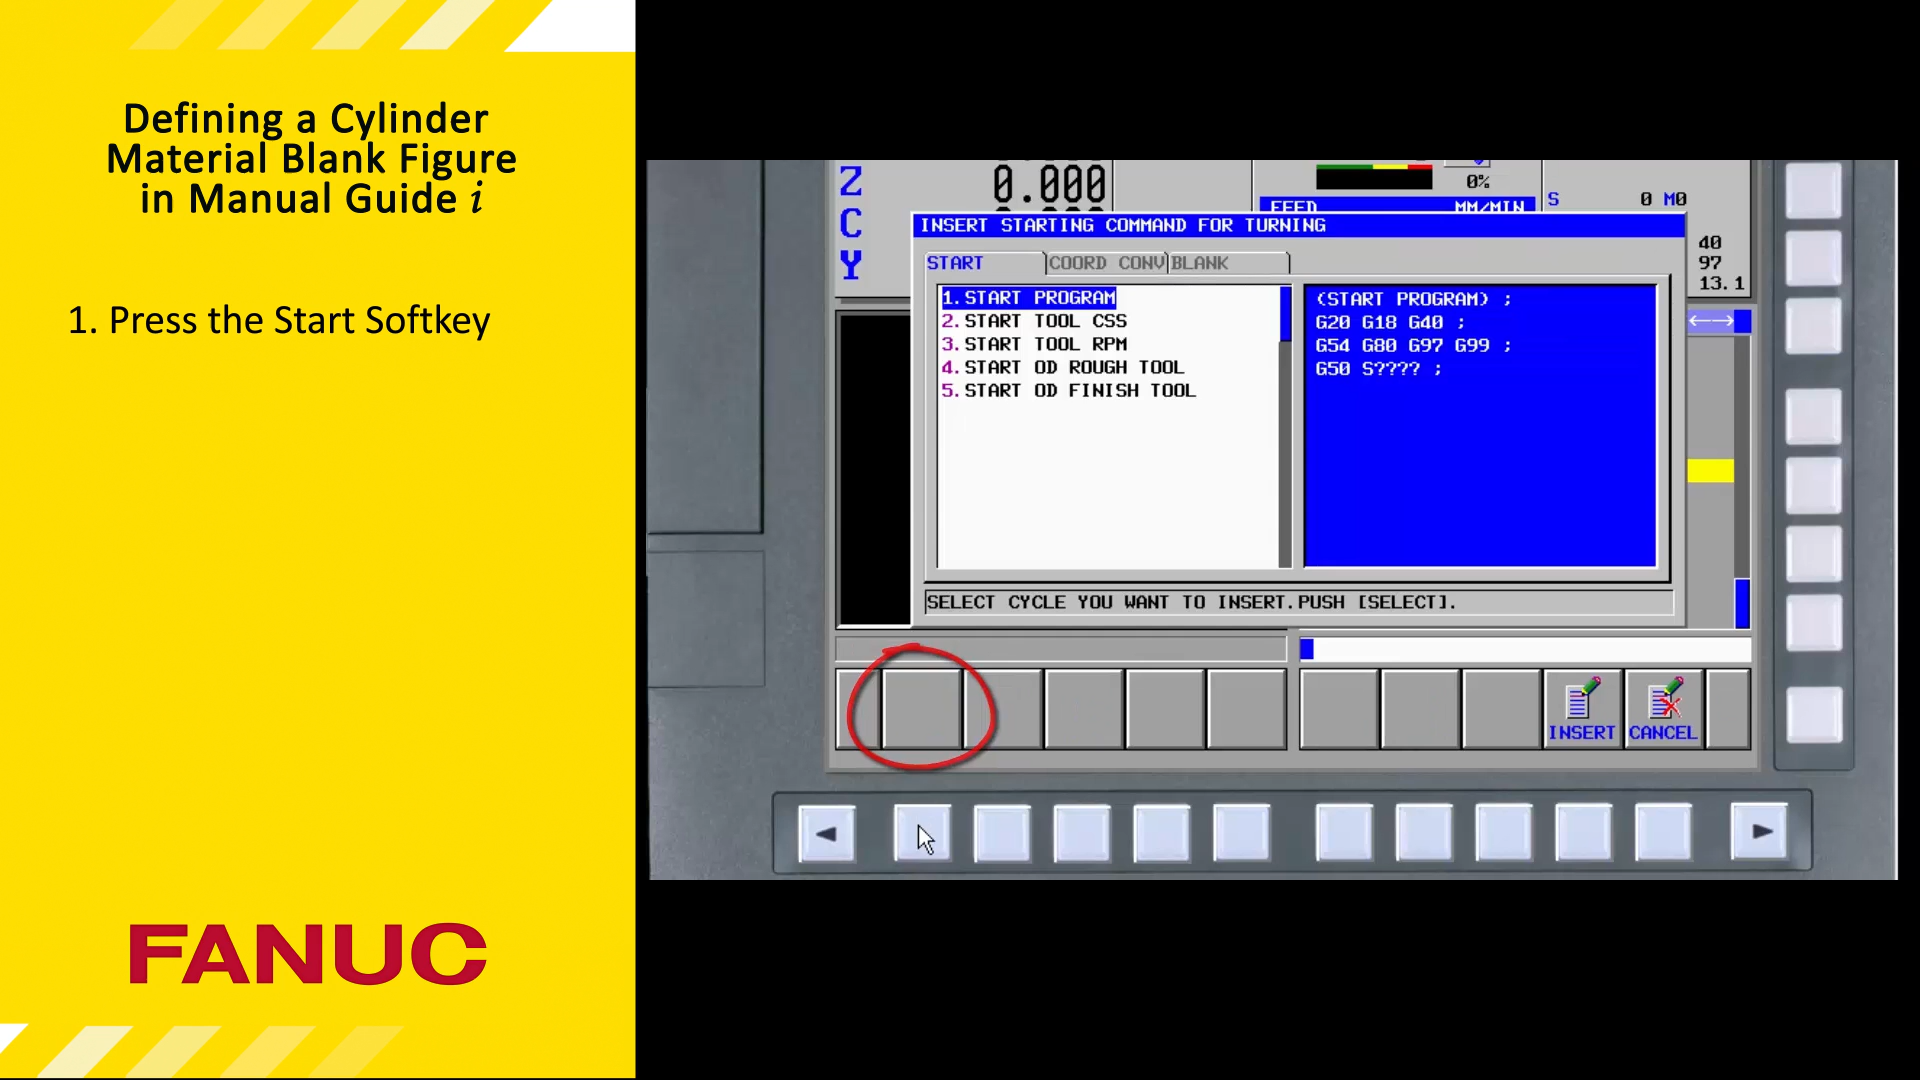 Defining a Cylinder
Material Blank Figure
in Manual Guide i
1. Press the Start Softkey
FANUC
Z 0.000
C
Y
0%
FEED MM/MIN
S 0 M0
40
97
13.1
INSERT STARTING COMMAND FOR TURNING
START COORD CONV BLANK
1.START PROGRAM
2.START TOOL CSS
3.START TOOL RPM
4.START OD ROUGH TOOL
5.START OD FINISH TOOL
(START PROGRAM) ;
G20 G18 G40 ;
G54 G80 G97 G99 ;
G50 S???? ;
SELECT CYCLE YOU WANT TO INSERT.PUSH [SELECT].
INSERT CANCEL